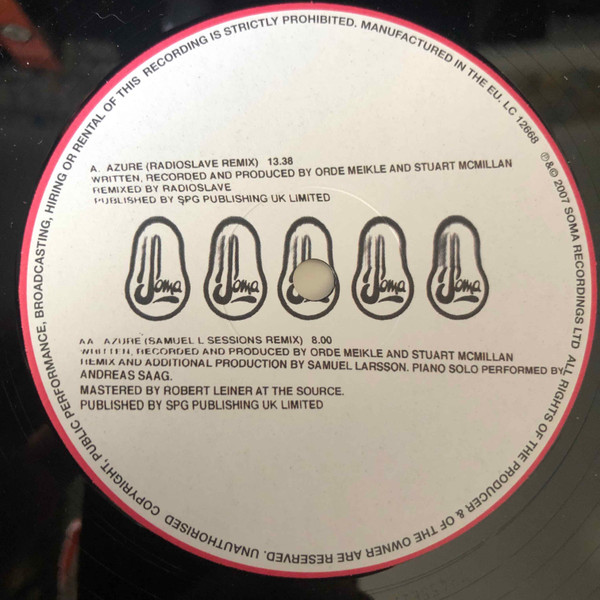 UNAUTHORISED COPYRIGHT, PUBLIC PERFORMANCE, BROADCASTING, HIRING OR RENTAL OF THIS RECORDING IS STRICTLY PROHIBITED. MANUFACTURED IN THE EU. LC 12668
℗&© 2007 SOMA RECORDINGS LTD ALL RIGHTS OF THE PRODUCER & OF THE OWNER ARE RESERVED.
A. AZURE (RADIOSLAVE REMIX) 13.38
WRITTEN, RECORDED AND PRODUCED BY ORDE MEIKLE AND STUART MCMILLAN
REMIXED BY RADIOSLAVE
PUBLISHED BY SPG PUBLISHING UK LIMITED
Soma Soma Soma Soma Soma
AA. AZURE (SAMUEL L SESSIONS REMIX) 8.00
WRITTEN, RECORDED AND PRODUCED BY ORDE MEIKLE AND STUART MCMILLAN
REMIX AND ADDITIONAL PRODUCTION BY SAMUEL LARSSON. PIANO SOLO PERFORMED BY
ANDREAS SAAG.
MASTERED BY ROBERT LEINER AT THE SOURCE.
PUBLISHED BY SPG PUBLISHING UK LIMITED